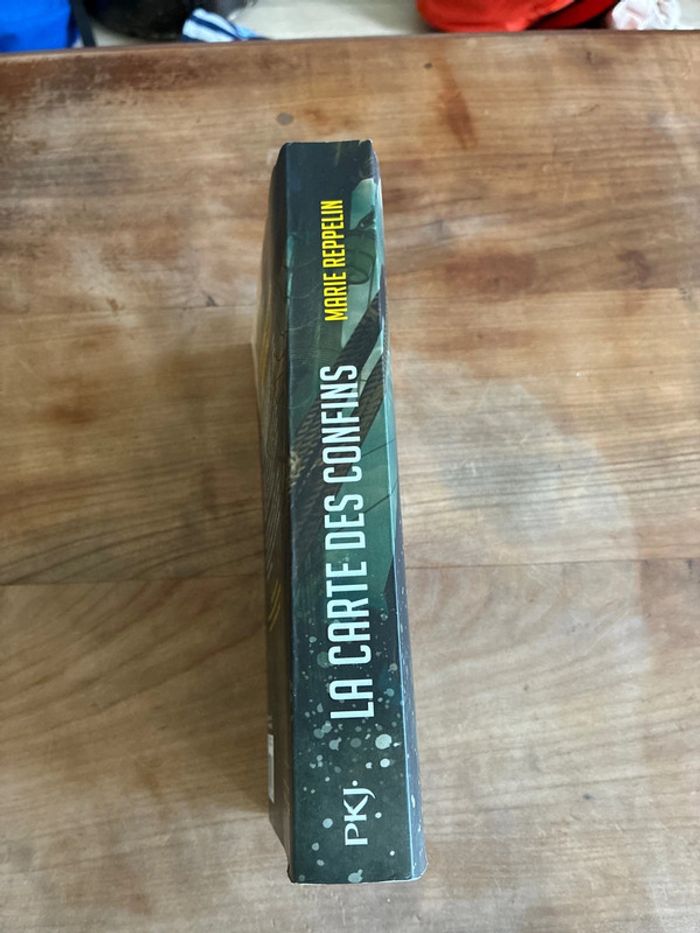 MARIE REPPELIN
LA CARTE DES CONFINS
PKJ.